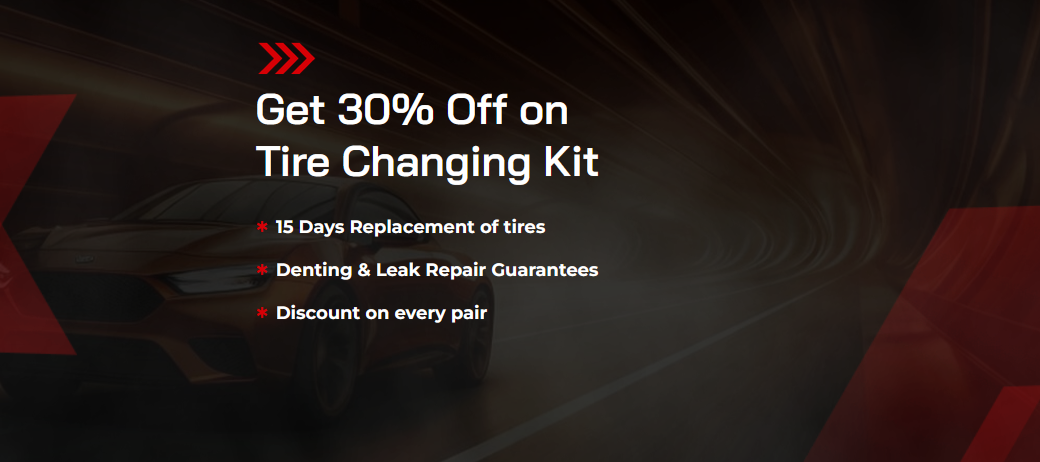 Get 30% Off on
Tire Changing Kit
* 15 Days Replacement of tires
* Denting & Leak Repair Guarantees
* Discount on every pair